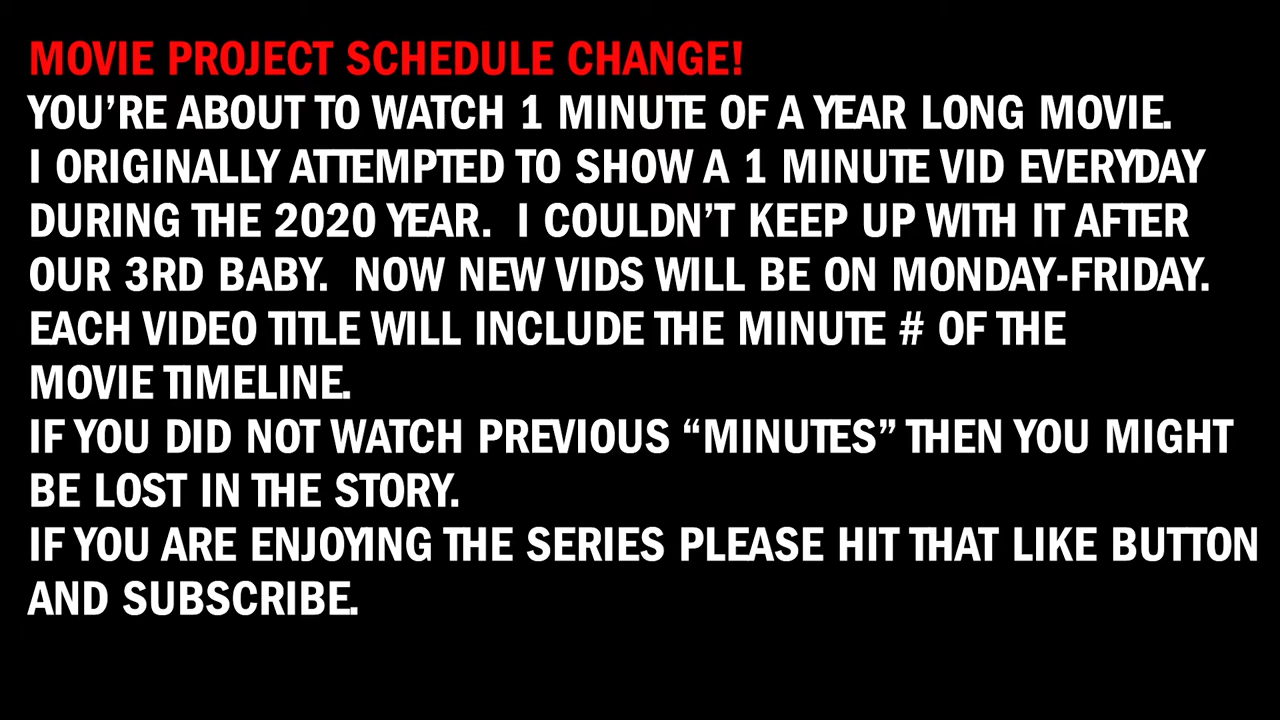 MOVIE PROJECT SCHEDULE CHANGE!
YOU’RE ABOUT TO WATCH 1 MINUTE OF A YEAR LONG MOVIE.
I ORIGINALLY ATTEMPTED TO SHOW A 1 MINUTE VID EVERYDAY
DURING THE 2020 YEAR.  I COULDN’T KEEP UP WITH IT AFTER
OUR 3RD BABY.  NOW NEW VIDS WILL BE ON MONDAY-FRIDAY.
EACH VIDEO TITLE WILL INCLUDE THE MINUTE # OF THE
MOVIE TIMELINE.
IF YOU DID NOT WATCH PREVIOUS “MINUTES” THEN YOU MIGHT
BE LOST IN THE STORY.
IF YOU ARE ENJOYING THE SERIES PLEASE HIT THAT LIKE BUTTON
AND SUBSCRIBE.